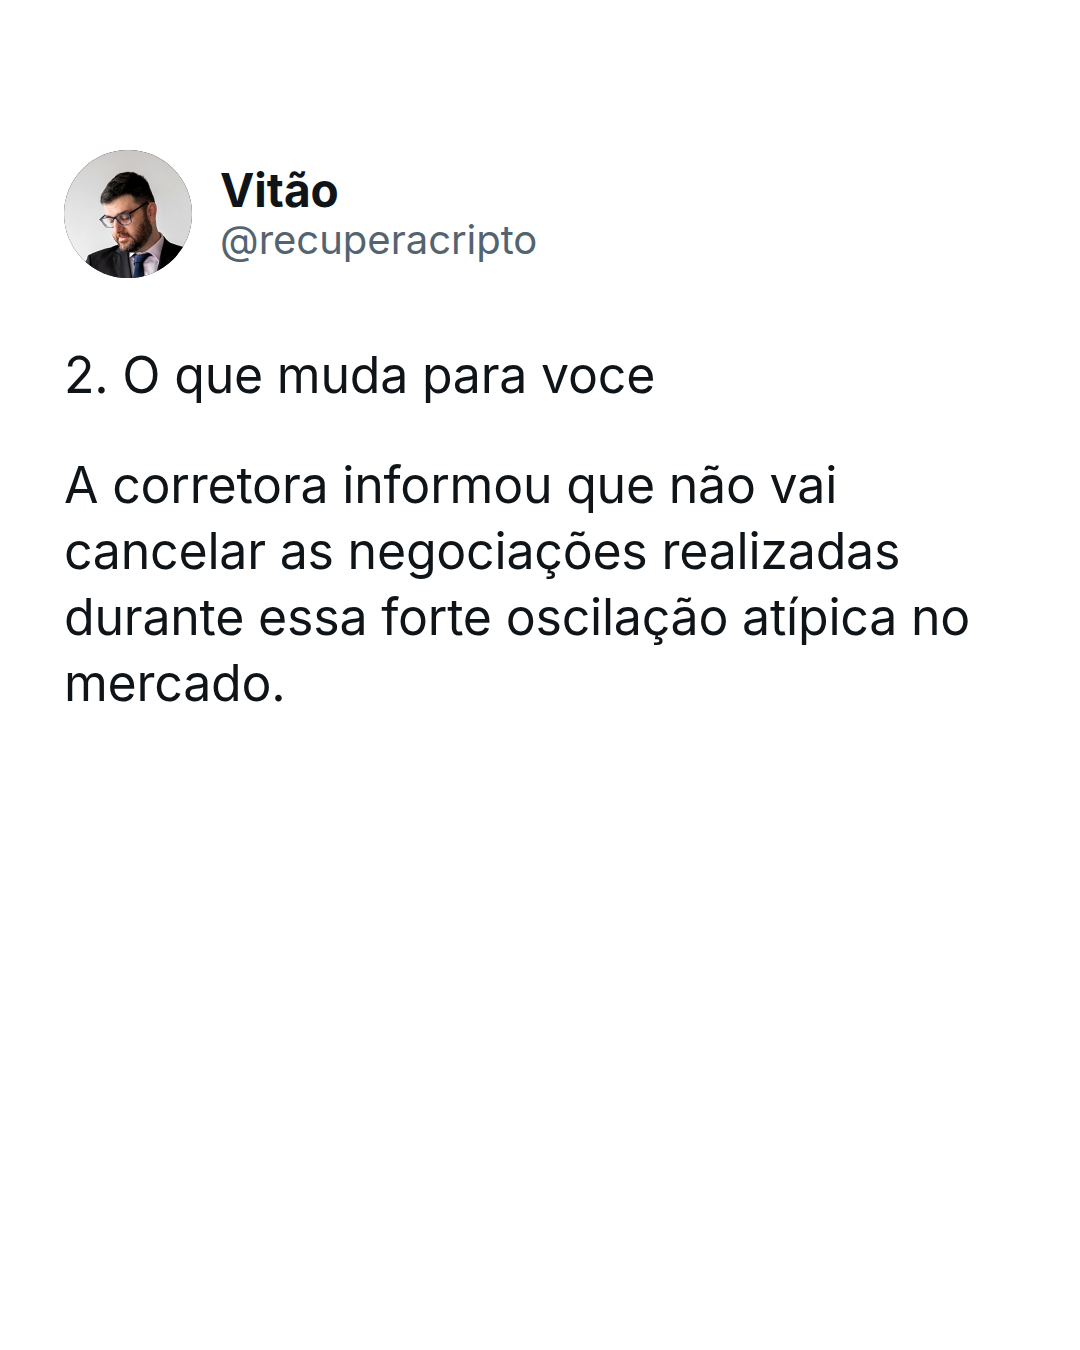 Vitão
@recuperacripto
2. O que muda para voce
A corretora informou que não vai
cancelar as negociações realizadas
durante essa forte oscilação atípica no
mercado.